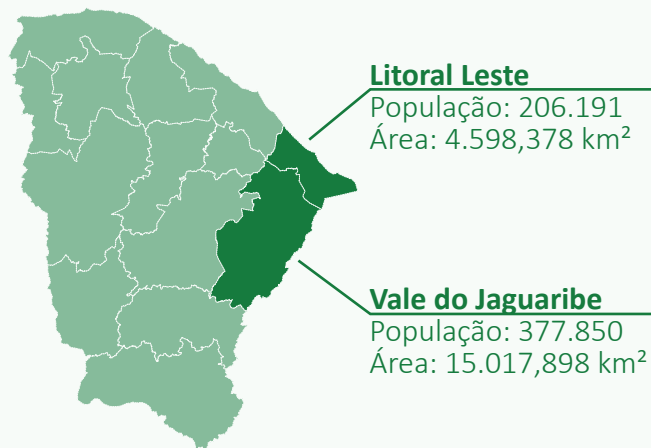 Litoral Leste
População: 206.191
Área: 4.598,378 km²
Vale do Jaguaribe
População: 377.850
Área: 15.017,898 km²